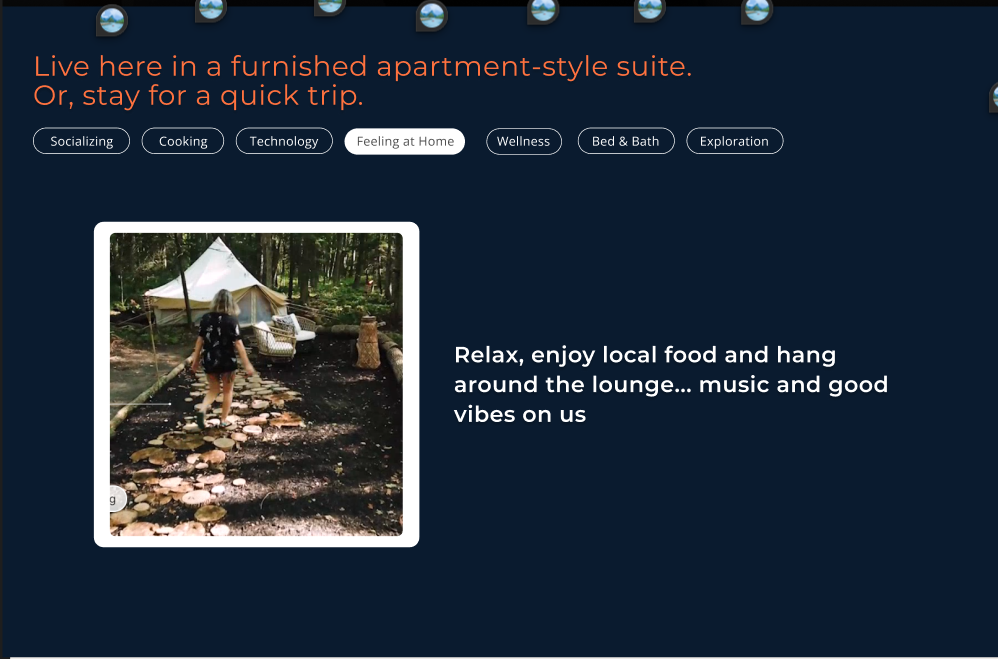 Live here in a furnished apartment-style suite.
Or, stay for a quick trip.
Socializing
Cooking
Technology
Feeling at Home
Wellness
Bed & Bath
Exploration
Relax, enjoy local food and hang
around the lounge... music and good
vibes on us
g